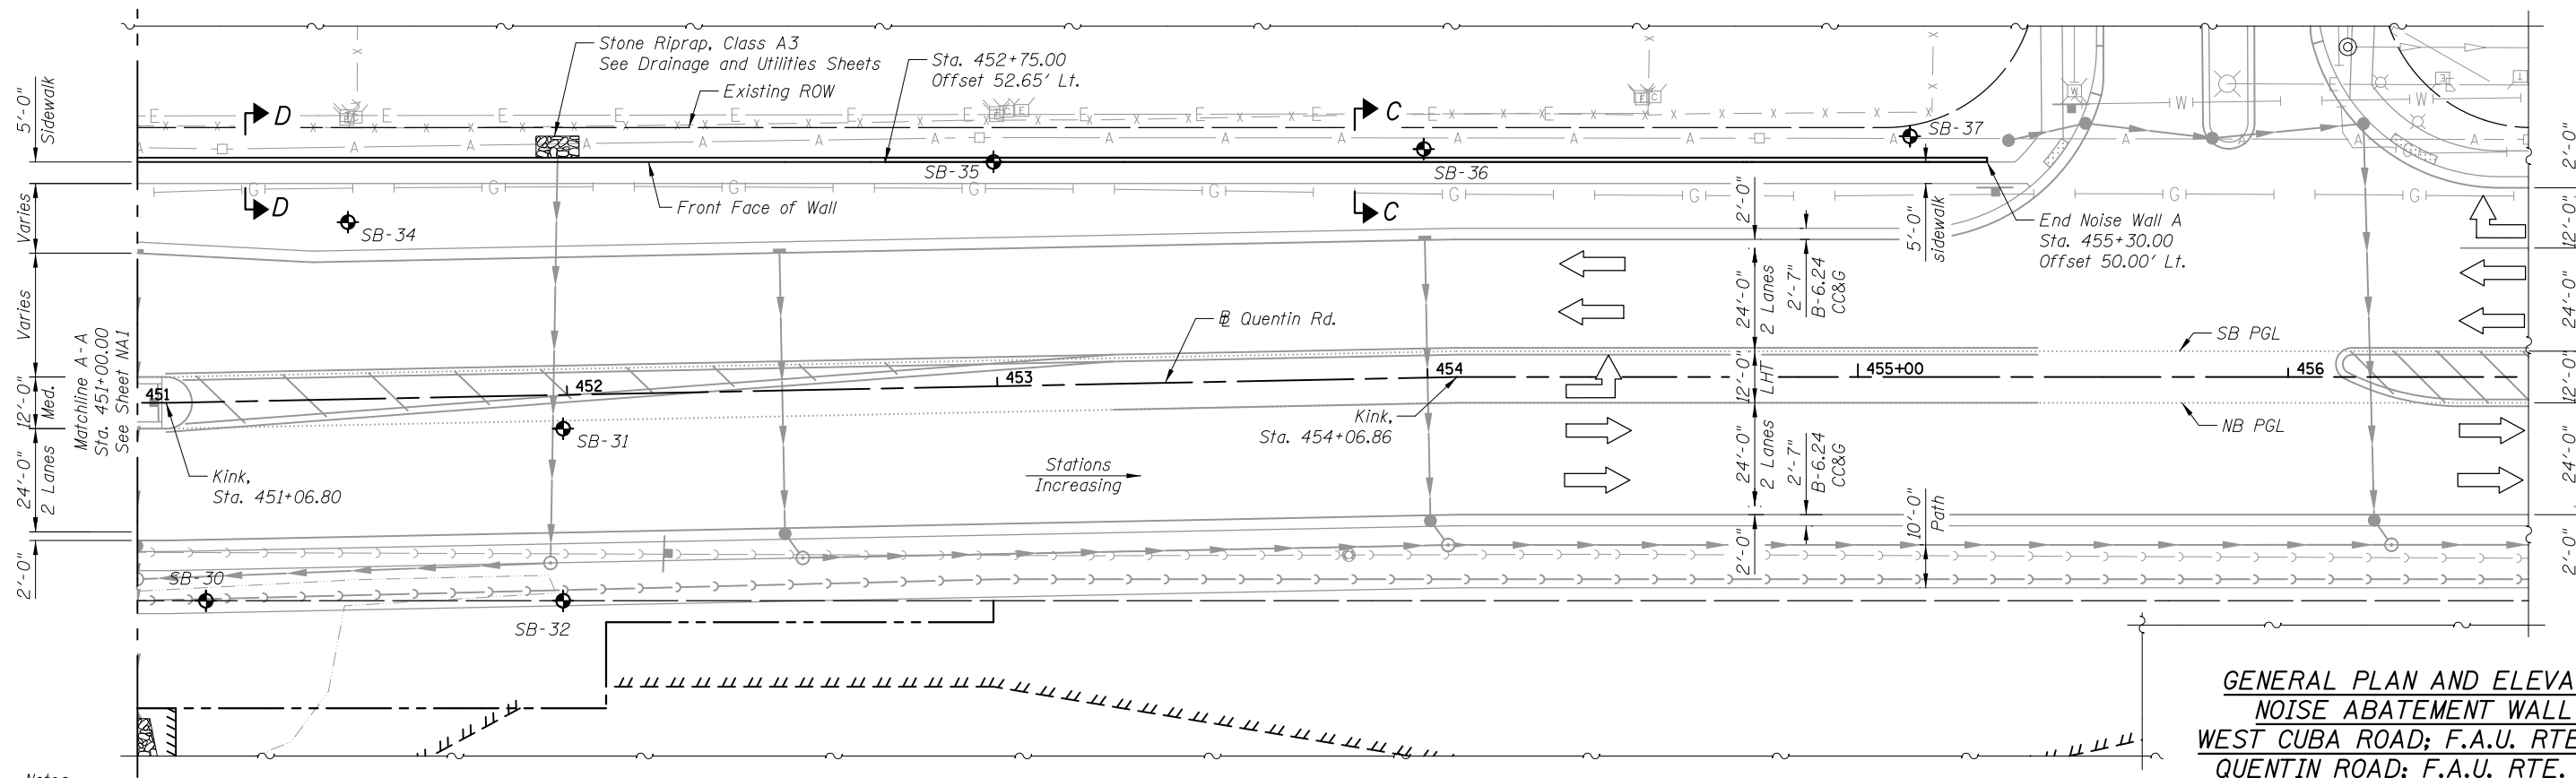 Stone Riprap, Class A3
See Drainage and Utilities Sheets
Existing ROW
Sta. 452+75.00
Offset 52.65' Lt.
5'-0"
Sidewalk
D
D
C
C
SB-37
SB-35
SB-36
Front Face of Wall
SB-34
End Noise Wall A
Sta. 455+30.00
Offset 50.00' Lt.
Varies
Varies
12'-0"
Med.
24'-0"
2 Lanes
2'-0"
Matchline A-A
Sta. 451+00.00
See Sheet NA1
2'-0"
24'-0"
2 Lanes
12'-0"
LHT
24'-0"
2 Lanes
2'-0"
2'-7"
B-6.24
CC&G
2'-7"
B-6.24
CC&G
5'-0"
sidewalk
10'-0"
Path
2'-0"
12'-0"
24'-0"
12'-0"
24'-0"
2'-0"
Quentin Rd.
SB PGL
NB PGL
451
452
453
454
455+00
456
Kink,
Sta. 451+06.80
Kink,
Sta. 454+06.86
SB-31
Stations
Increasing
SB-30
SB-32
E E E E E E E E E E E E E
A A A A A A A A A A A A
G G G G G G G G G
W W W
GENERAL PLAN AND ELEVA
NOISE ABATEMENT WALL
WEST CUBA ROAD; F.A.U. RTE
QUENTIN ROAD; F.A.U. RTE.
Notes